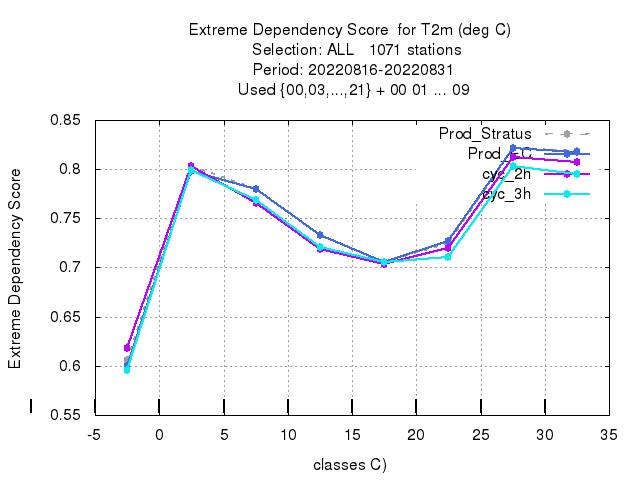 Extreme Dependency Score  for T2m (deg C)
Selection: ALL   1071 stations
Period: 20220816-20220831
Used {00,03,...,21} + 00 01 ... 09
0.85
0.8
0.75
0.7
0.65
0.6
0.55
Extreme Dependency Score
Prod_Stratus
cyc_2h
cyc_3h
-5
0
5
10
15
20
25
30
35
classes C)